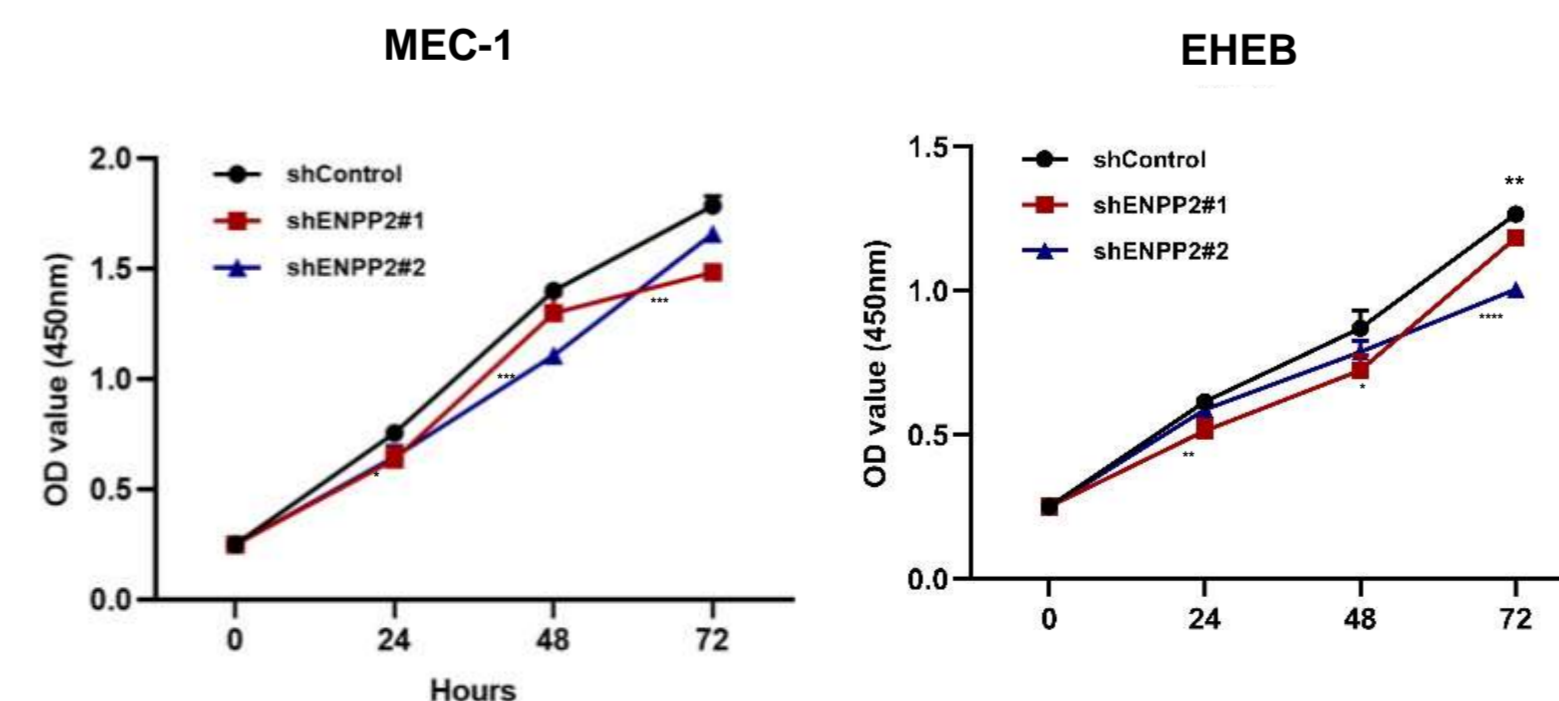 MEC-1
2.0
1.5
1.0
0.5
0.0
OD value (450nm)
shControl
shENPP2#1
shENPP2#2
*
***
***
0 24 48 72
Hours
EHEB
1.5
1.0
0.5
0.0
OD value (450nm)
shControl
shENPP2#1
shENPP2#2
**
****
*
**
0 24 48 72